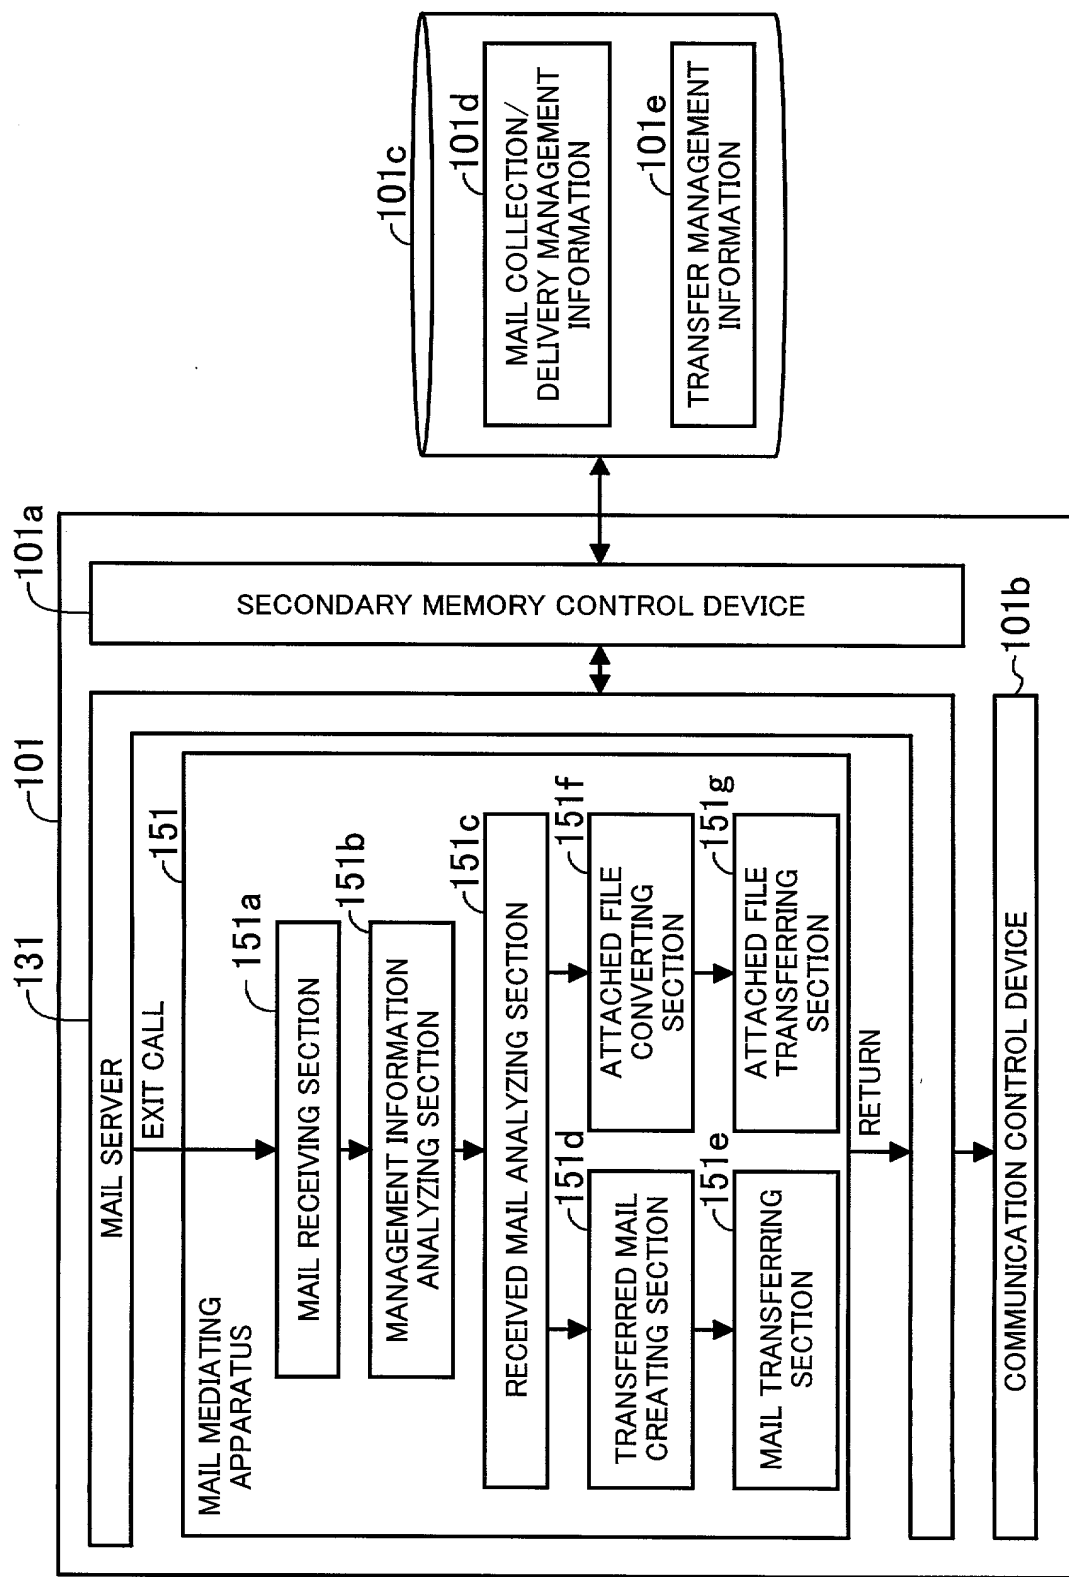 101
131
MAIL SERVER
EXIT CALL
151
MAIL MEDIATING
APPARATUS
151a
MAIL RECEIVING SECTION
151b
MANAGEMENT INFORMATION
ANALYZING SECTION
151c
RECEIVED MAIL ANALYZING SECTION
151d
TRANSFERRED MAIL
CREATING SECTION
151f
ATTACHED FILE
CONVERTING
SECTION
151e
MAIL TRANSFERRING
SECTION
151g
ATTACHED FILE
TRANSFERRING
SECTION
RETURN
101b
COMMUNICATION CONTROL DEVICE
101a
SECONDARY MEMORY CONTROL DEVICE
101c
101d
MAIL COLLECTION/
DELIVERY MANAGEMENT
INFORMATION
101e
TRANSFER MANAGEMENT
INFORMATION